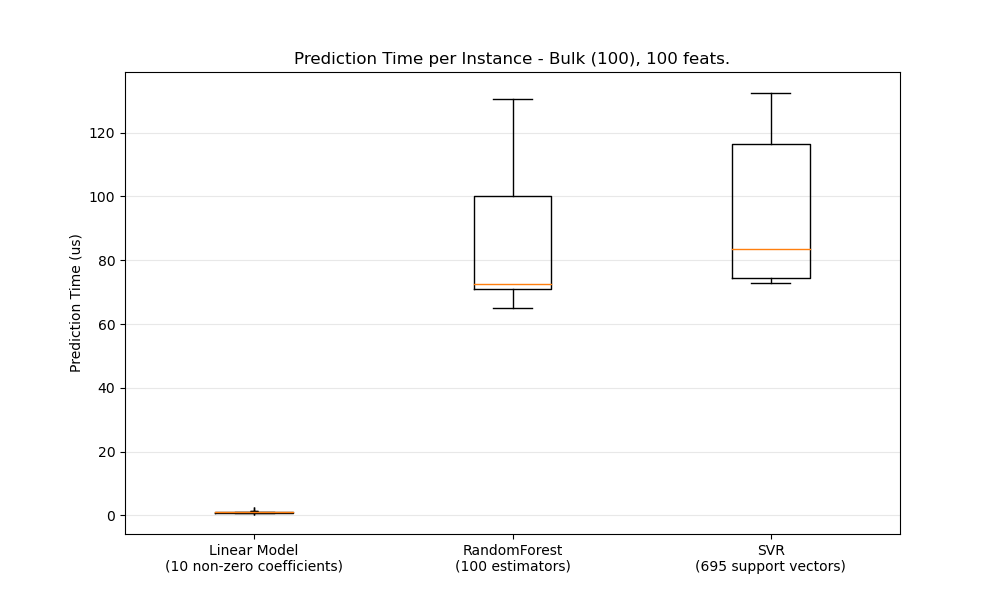 Prediction Time per Instance - Bulk (100), 100 feats.
Prediction Time (us)
120
100
80
60
40
20
0
Linear Model
(10 non-zero coefficients)
RandomForest
(100 estimators)
SVR
(695 support vectors)